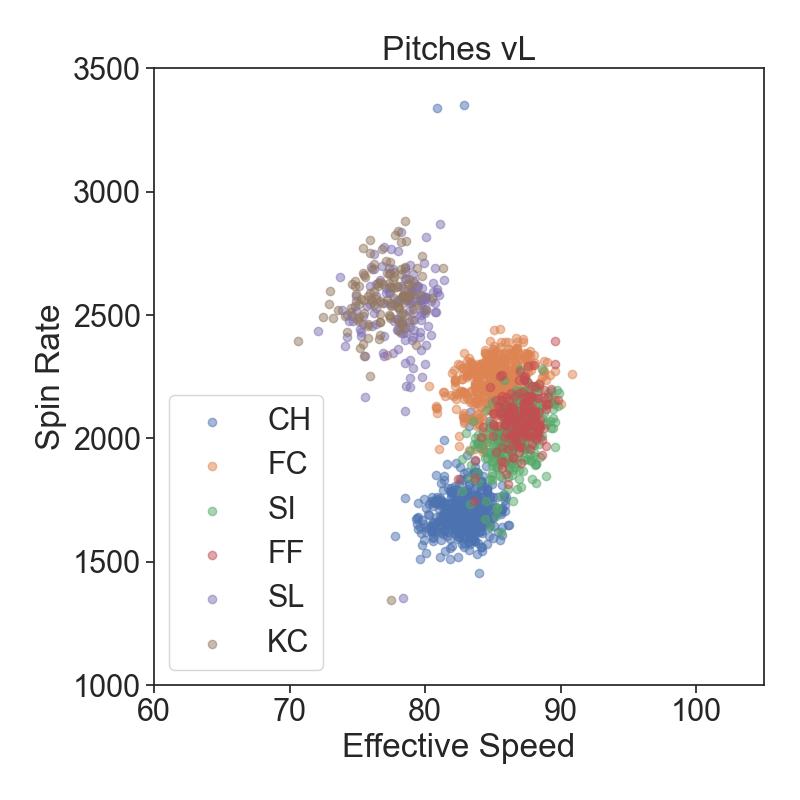 Pitches vL
Spin Rate
3500
3000
2500
2000
1500
1000
CH
FC
SI
FF
SL
KC
60 70 80 90 100
Effective Speed